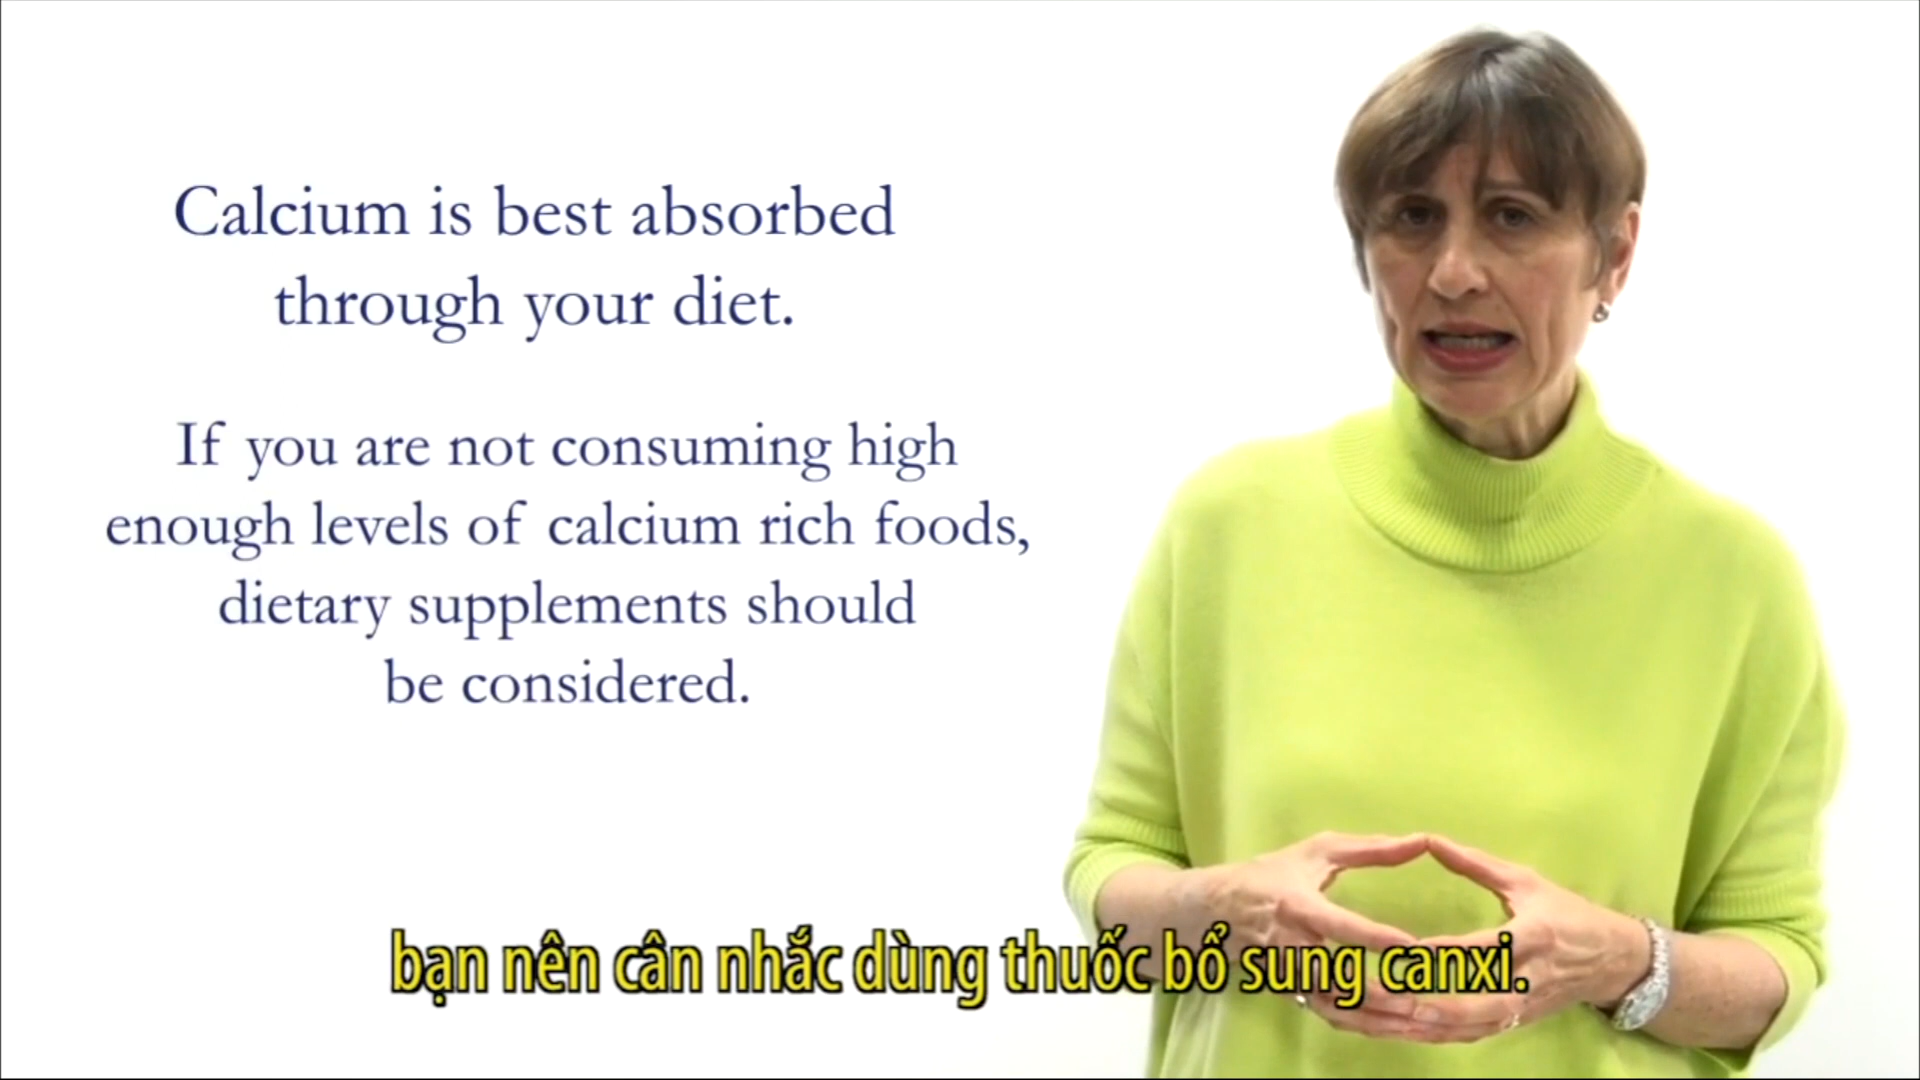 Calcium is best absorbed
through your diet.
If you are not consuming high
enough levels of calcium rich foods,
dietary supplements should
be considered.
bạn nên cân nhắc dùng thuốc bổ sung canxi.